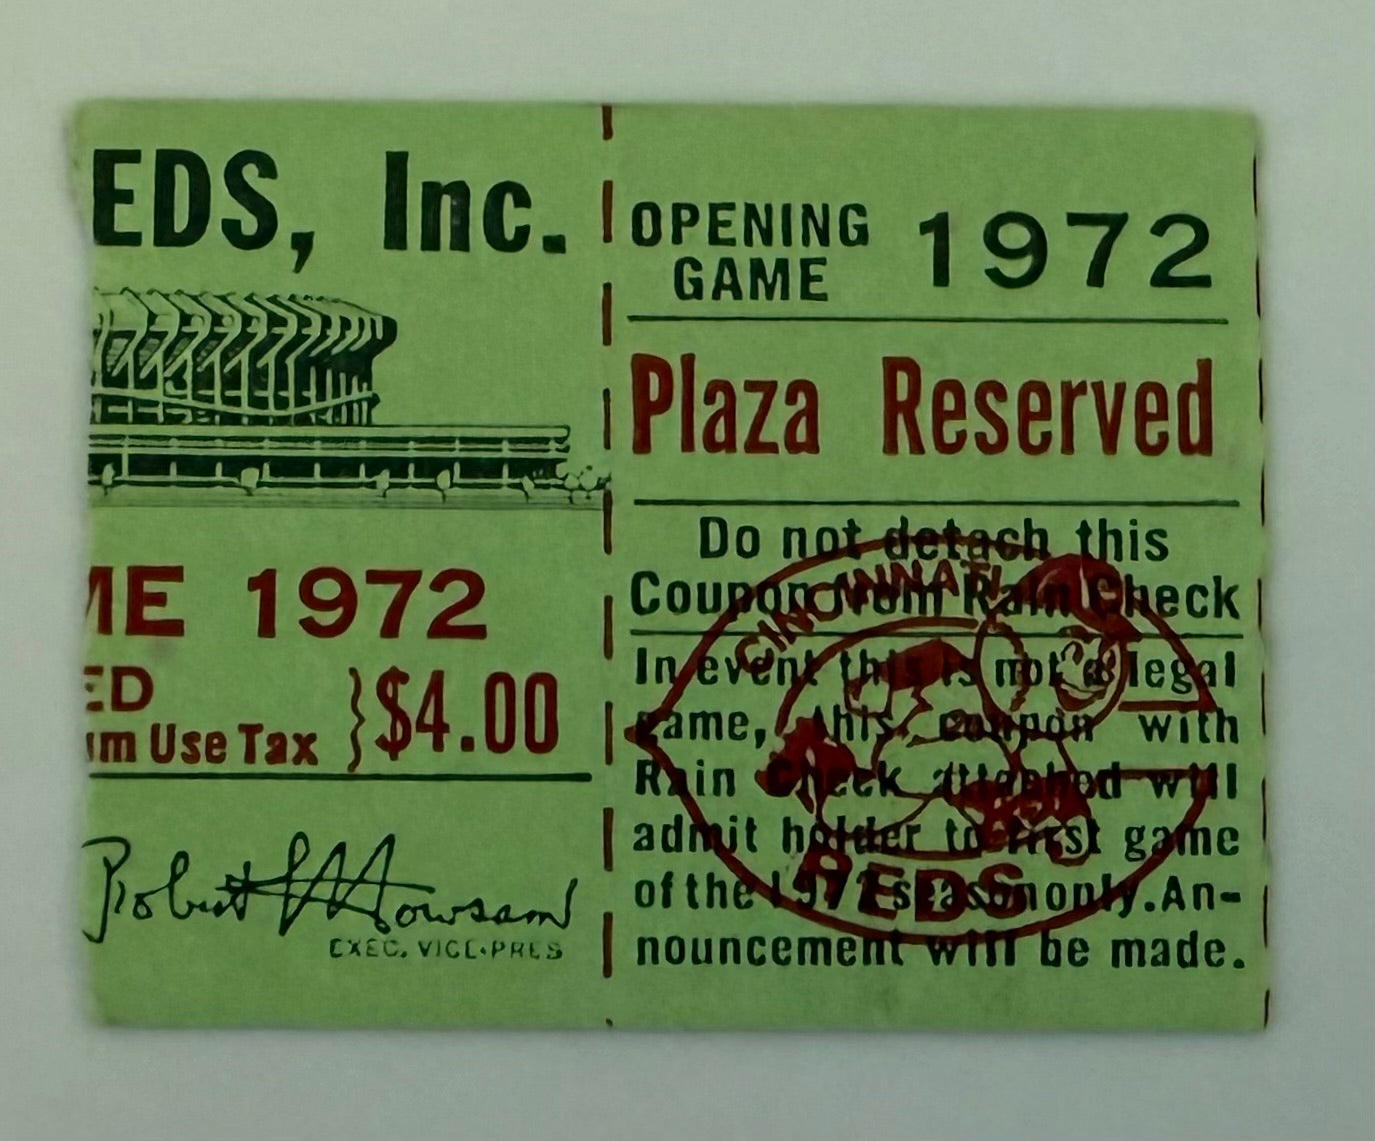 EDS, Inc.
ME 1972
ED
um Use Tax } $4.00
Robert L Howsam
EXEC. VICE-PRES
OPENING
GAME 1972
Plaza Reserved
Do not detach this
Coupon from Rain Check
In event this is not a legal
game, this coupon with
Rain Check attached will
admit holder to first game
of the 1972 season only. An-
nouncement will be made.
CINCINNATI
REDS